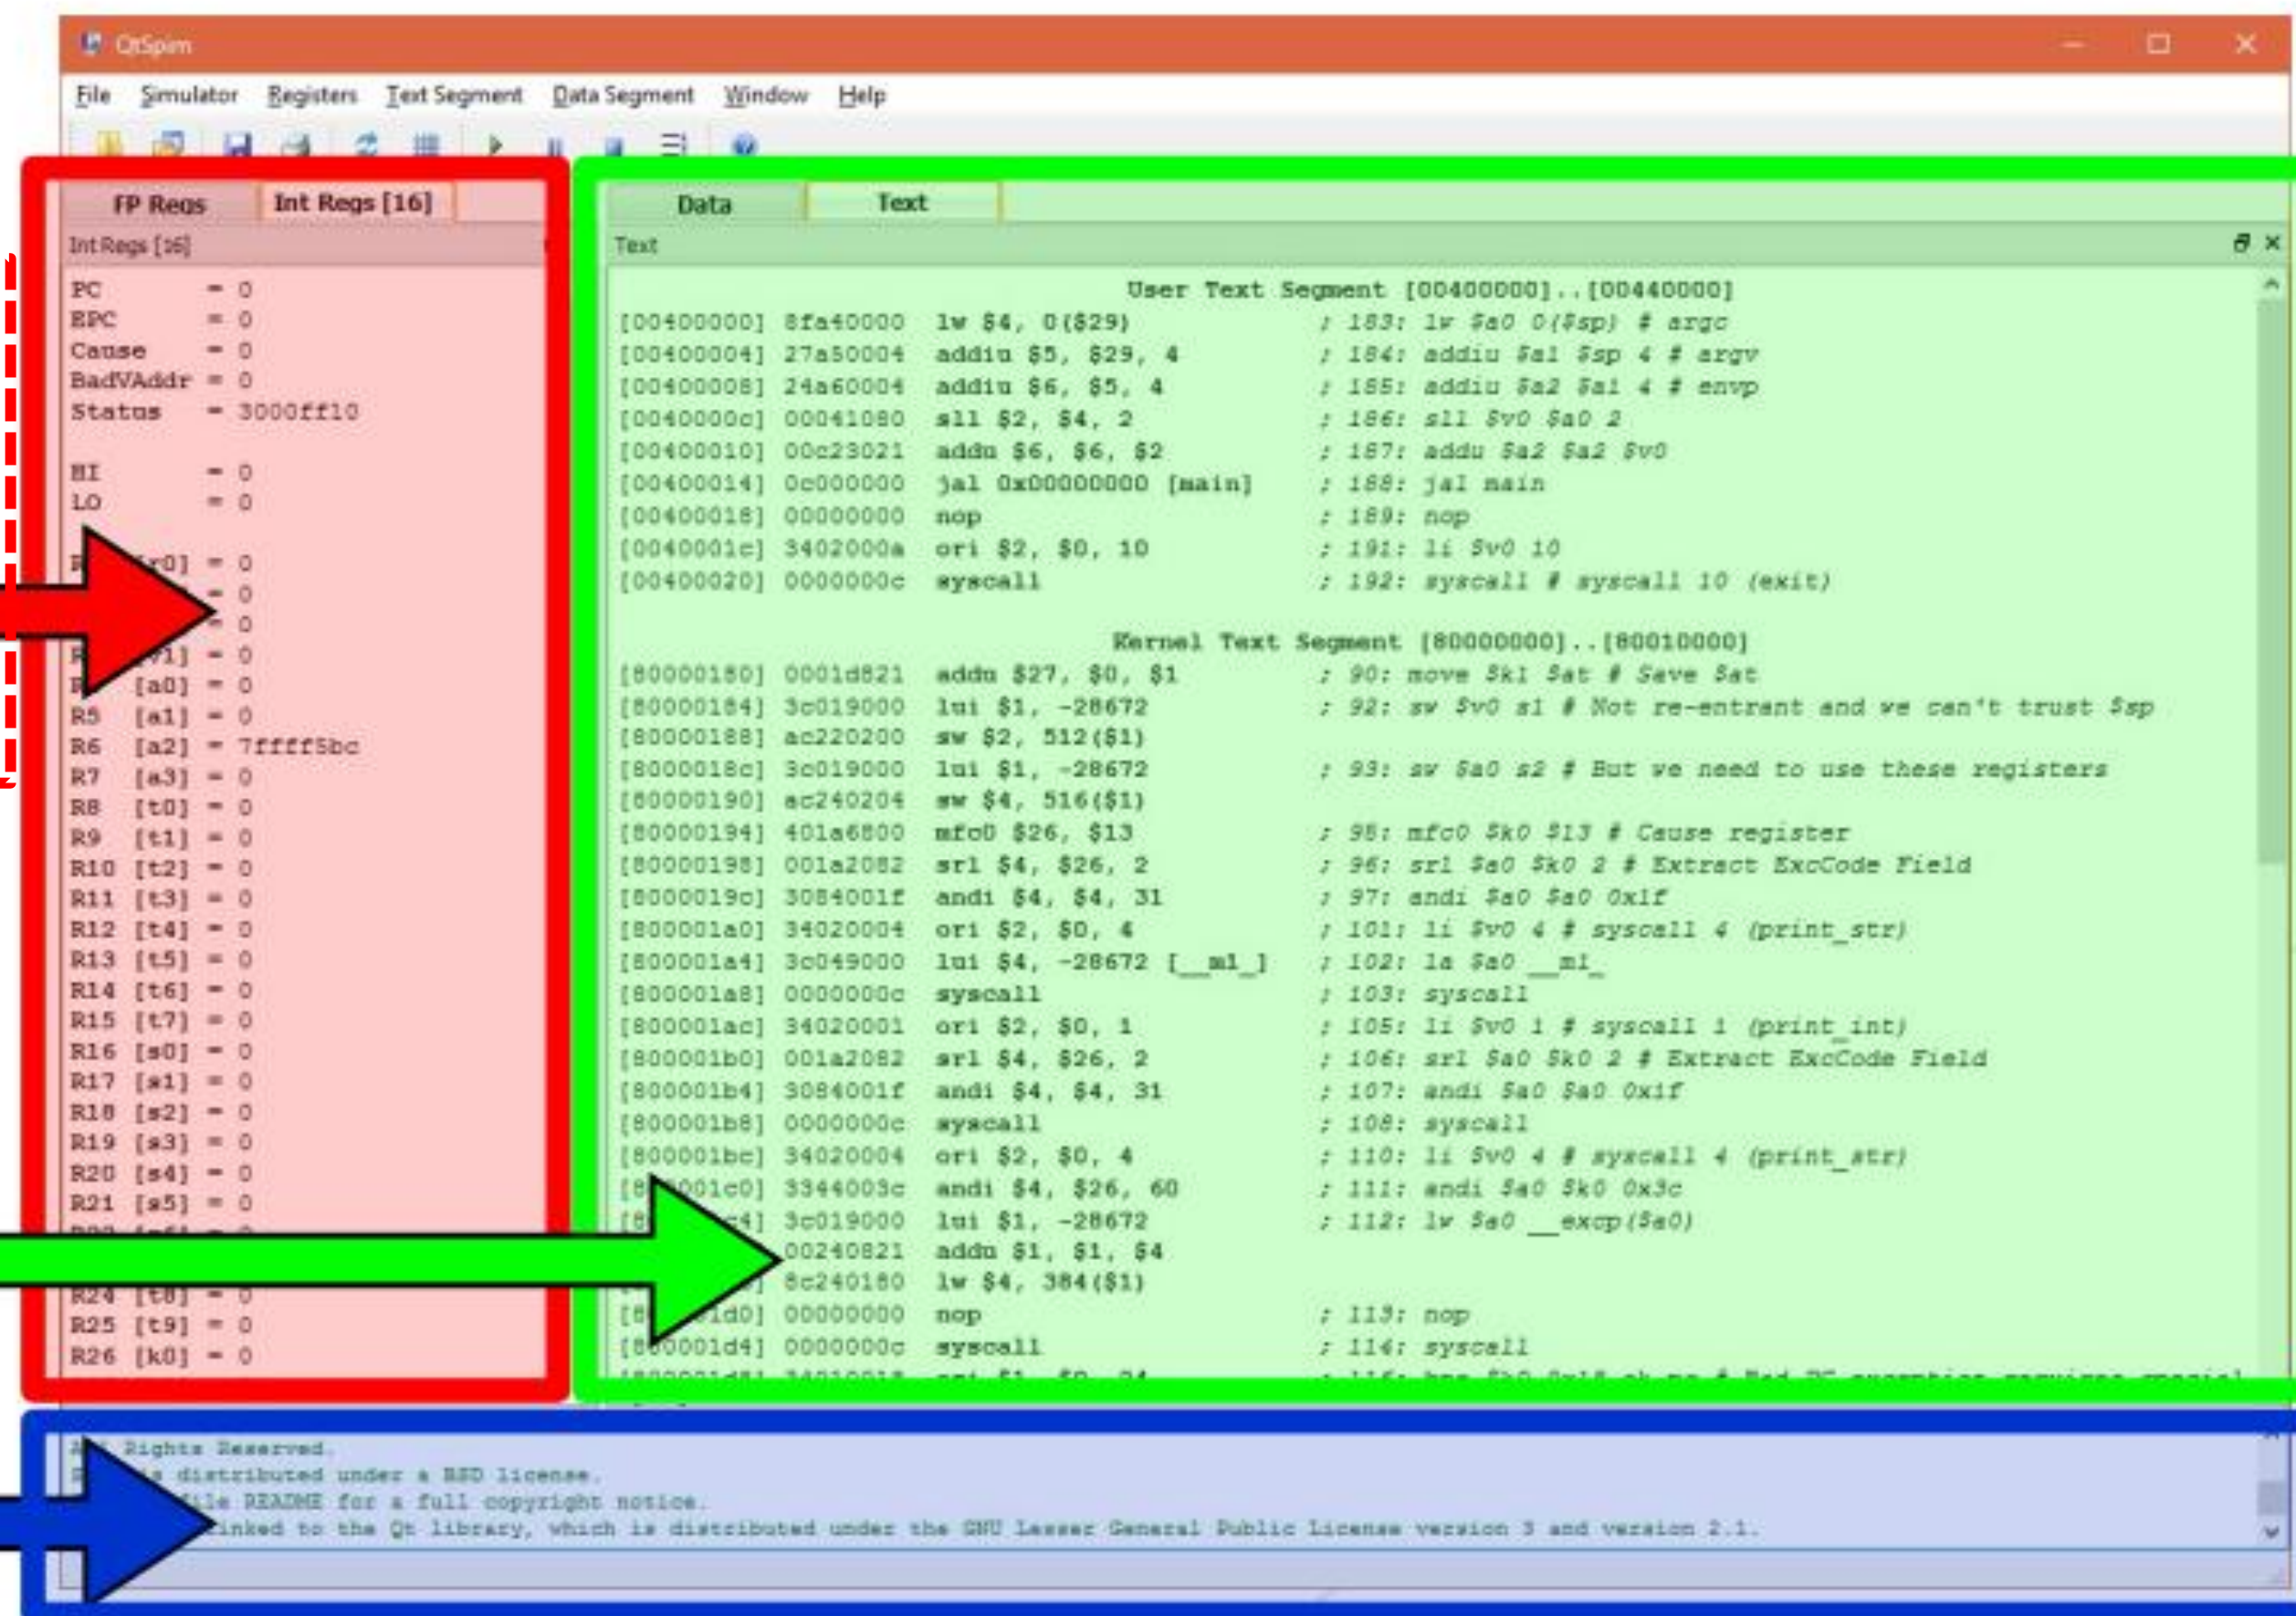 QtSpim
File Simulator Registers Text Segment Data Segment Window Help
FP Regs Int Regs [16]
Int Regs [16]
PC = 0
EPC = 0
Cause = 0
BadVAddr = 0
Status = 3000ff10
HI = 0
LO = 0
[r0] = 0
= 0
= 0
= 0
[a0] = 0
R5 [a1] = 0
R6 [a2] = 7ffff5bc
R7 [a3] = 0
R8 [t0] = 0
R9 [t1] = 0
R10 [t2] = 0
R11 [t3] = 0
R12 [t4] = 0
R13 [t5] = 0
R14 [t6] = 0
R15 [t7] = 0
R16 [s0] = 0
R17 [s1] = 0
R18 [s2] = 0
R19 [s3] = 0
R20 [s4] = 0
R21 [s5] = 0
R24 [t8] = 0
R25 [t9] = 0
R26 [k0] = 0
Data Text
Text
User Text Segment [00400000]..[00440000]
[00400000] 8fa40000 lw $4, 0($29) ; 183: lw $a0 0($sp) # argc
[00400004] 27a50004 addiu $5, $29, 4 ; 184: addiu $a1 $sp 4 # argv
[00400008] 24a60004 addiu $6, $5, 4 ; 185: addiu $a2 $a1 4 # envp
[0040000c] 00041080 sll $2, $4, 2 ; 186: sll $v0 $a0 2
[00400010] 00c23021 addu $6, $6, $2 ; 187: addu $a2 $a2 $v0
[00400014] 0c000000 jal 0x00000000 [main] ; 188: jal main
[00400018] 00000000 nop ; 189: nop
[0040001c] 3402000a ori $2, $0, 10 ; 191: li $v0 10
[00400020] 0000000c syscall ; 192: syscall # syscall 10 (exit)
Kernel Text Segment [80000000]..[80010000]
[80000180] 0001d821 addu $27, $0, $1 ; 90: move $k1 $at # Save $at
[80000184] 3c019000 lui $1, -28672 ; 92: sw $v0 s1 # Not re-entrant and we can't trust $sp
[80000188] ac220200 sw $2, 512($1)
[8000018c] 3c019000 lui $1, -28672 ; 93: sw $a0 s2 # But we need to use these registers
[80000190] ac240204 sw $4, 516($1)
[80000194] 401a6800 mfc0 $26, $13 ; 95: mfc0 $k0 $13 # Cause register
[80000198] 001a2082 srl $4, $26, 2 ; 96: srl $a0 $k0 2 # Extract ExcCode Field
[8000019c] 3084001f andi $4, $4, 31 ; 97: andi $a0 $a0 0x1f
[800001a0] 34020004 ori $2, $0, 4 ; 101: li $v0 4 # syscall 4 (print_str)
[800001a4] 3c049000 lui $4, -28672 [__m1_] ; 102: la $a0 __m1_
[800001a8] 0000000c syscall ; 103: syscall
[800001ac] 34020001 ori $2, $0, 1 ; 105: li $v0 1 # syscall 1 (print_int)
[800001b0] 001a2082 srl $4, $26, 2 ; 106: srl $a0 $k0 2 # Extract ExcCode Field
[800001b4] 3084001f andi $4, $4, 31 ; 107: andi $a0 $a0 0x1f
[800001b8] 0000000c syscall ; 108: syscall
[800001bc] 34020004 ori $2, $0, 4 ; 110: li $v0 4 # syscall 4 (print_str)
3344003c andi $4, $26, 60 ; 111: andi $a0 $k0 0x3c
3c019000 lui $1, -28672 ; 112: lw $a0 __excp($a0)
00240821 addu $1, $1, $4
8c240180 lw $4, 384($1)
00000000 nop ; 113: nop
0000000c syscall ; 114: syscall
Rights Reserved.
is distributed under a BSD license.
file README for a full copyright notice.
linked to the Qt library, which is distributed under the GNU Lesser General Public License version 3 and version 2.1.